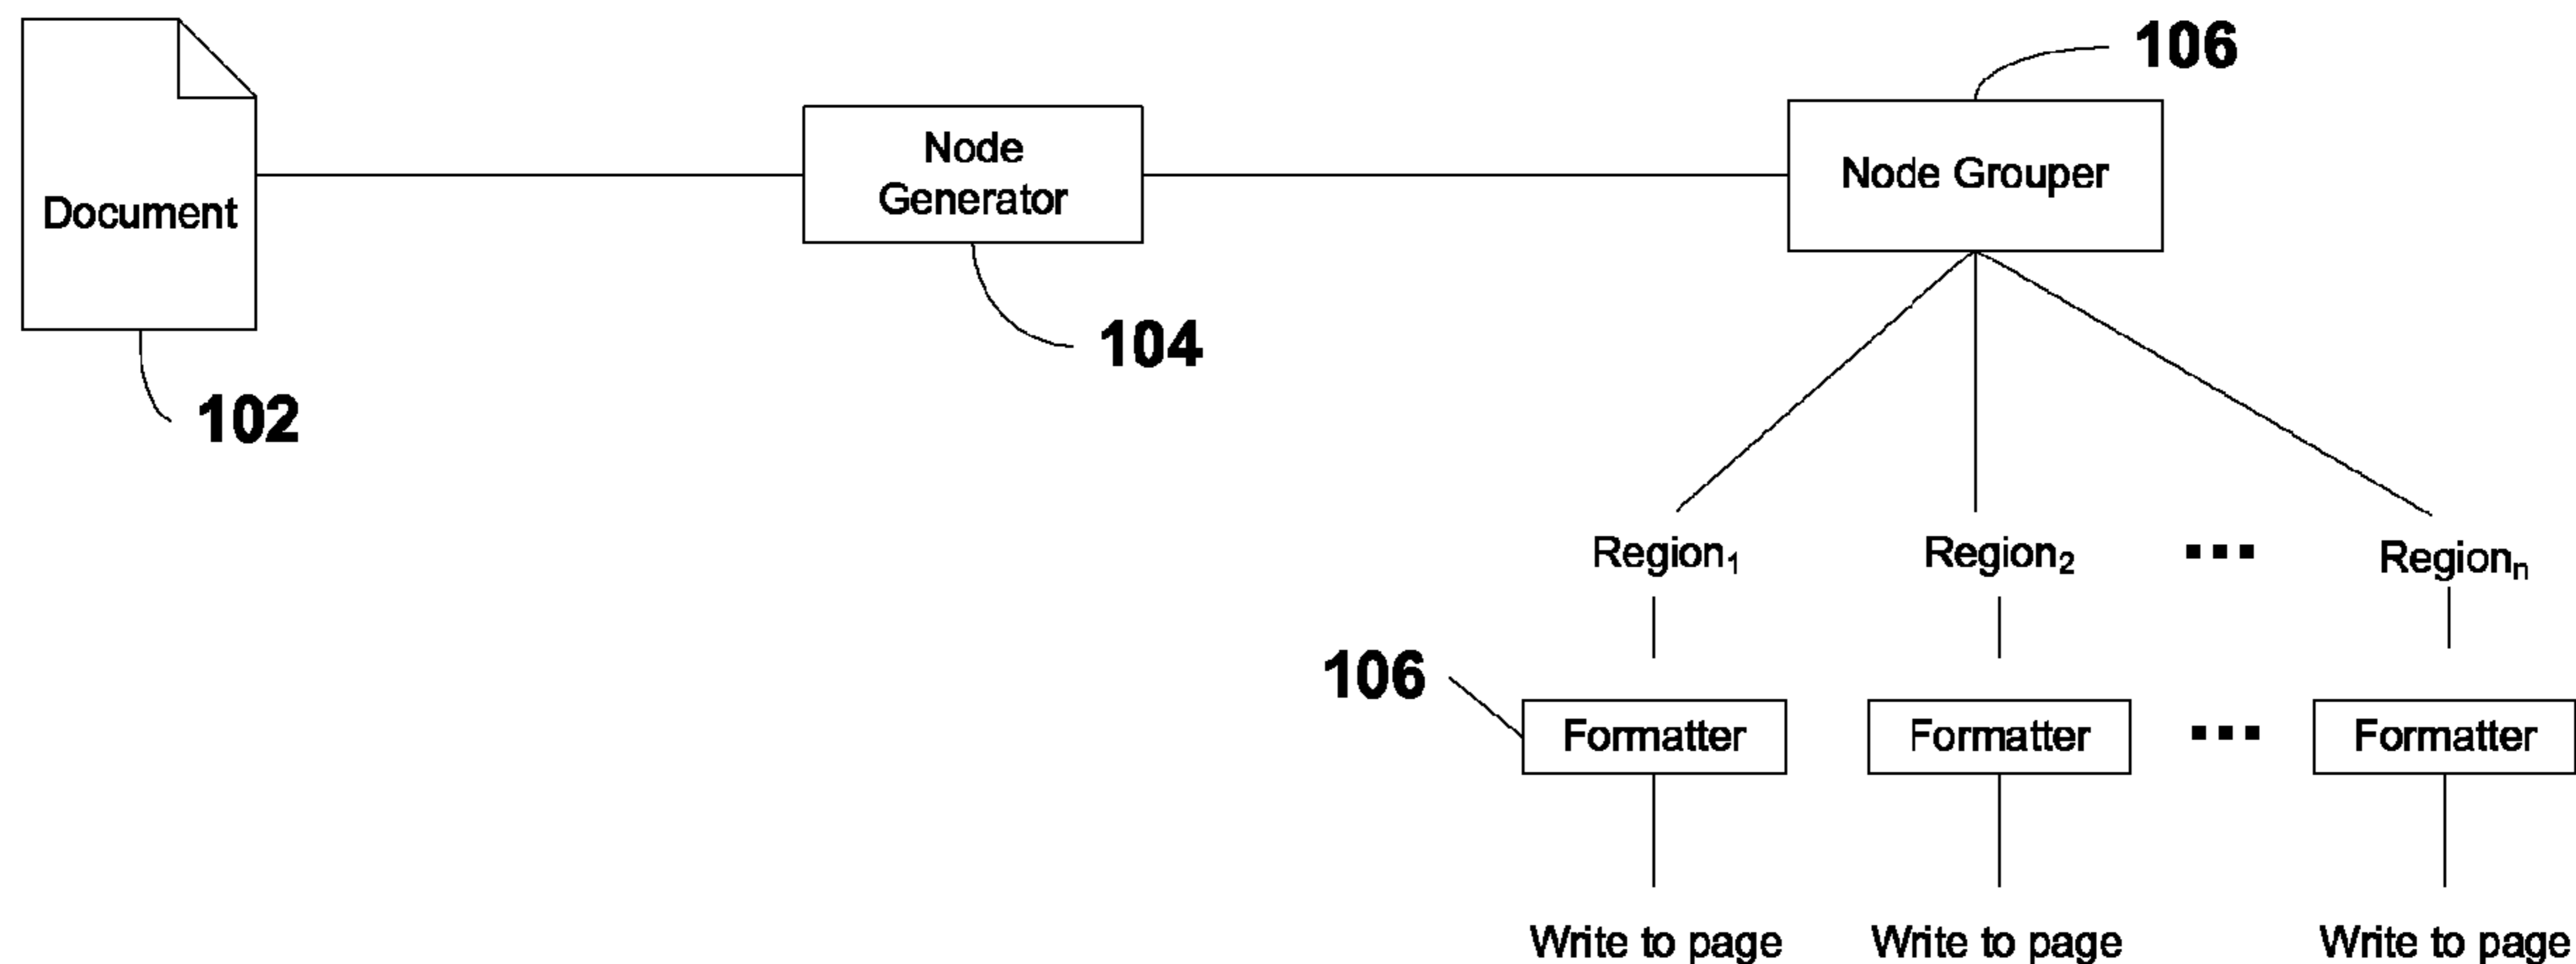 106
Document
Node
Generator
Node Grouper
104
102
Region₁ Region₂ ... Regionₙ
106
Formatter Formatter ... Formatter
Write to page Write to page Write to page